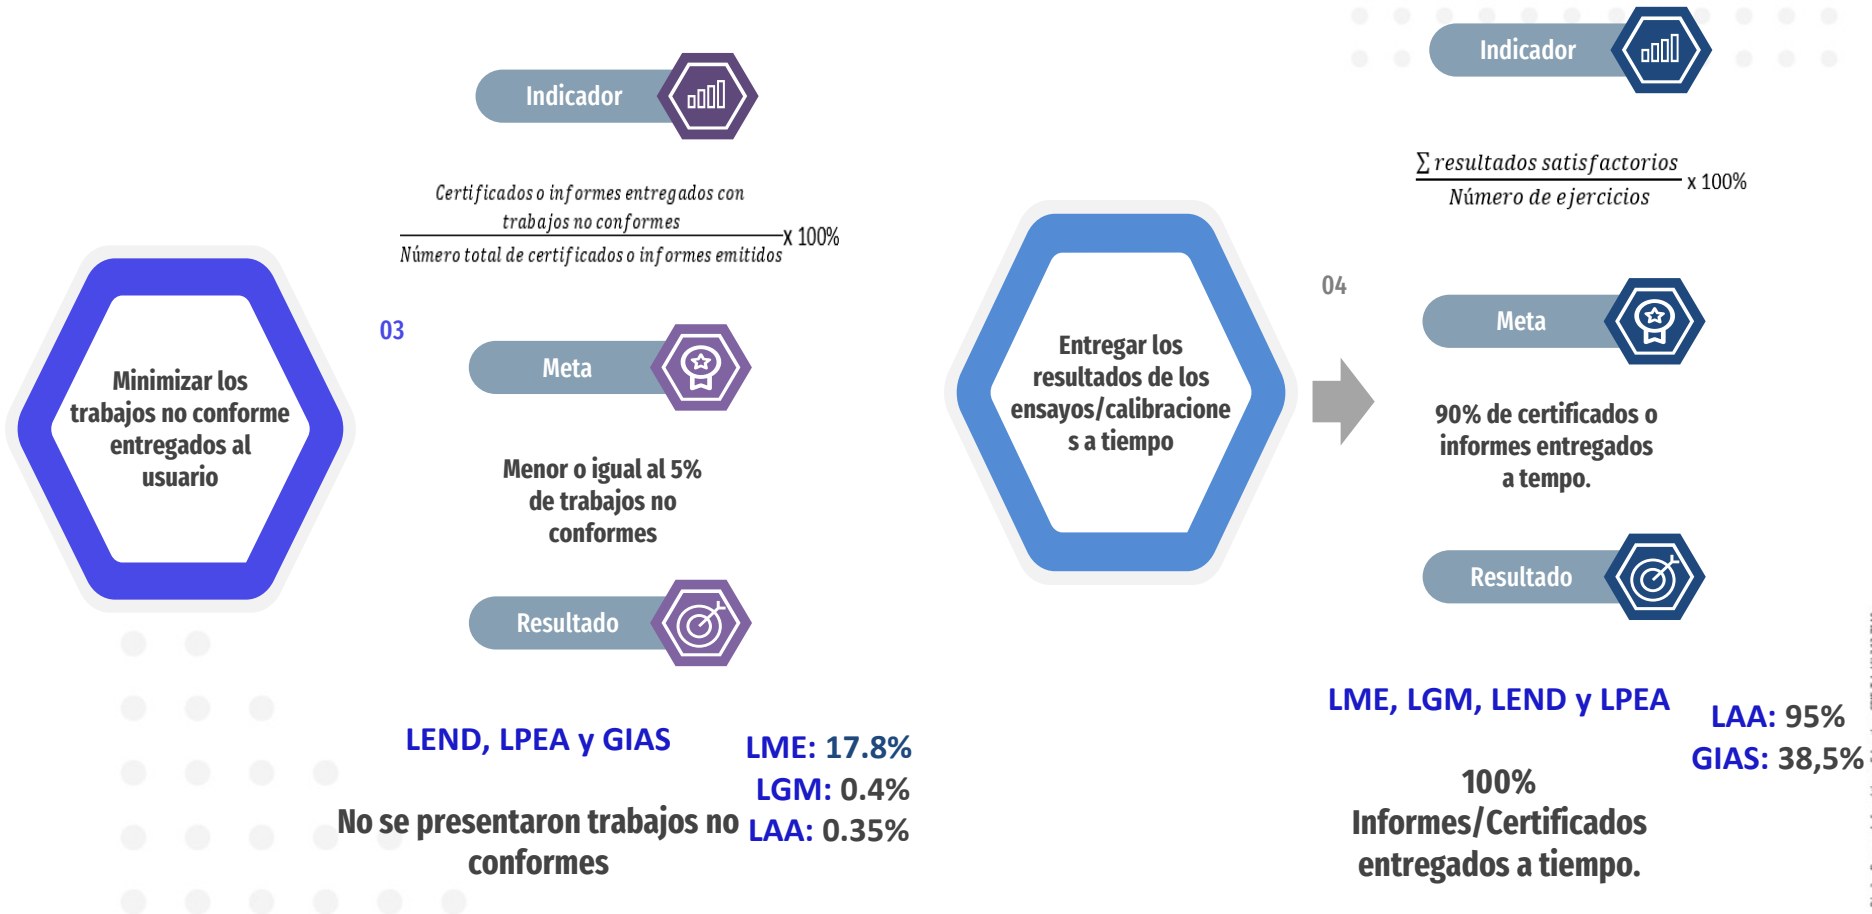 Indicador
Certificados o informes entregados con
trabajos no conformes
Número total de certificados o informes emitidos
x 100%
03
Minimizar los
trabajos no conforme
entregados al
usuario
Meta
Menor o igual al 5%
de trabajos no
conformes
Resultado
LEND, LPEA y GIAS
No se presentaron trabajos no
conformes
LME: 17.8%
LGM: 0.4%
LAA: 0.35%
Indicador
∑ resultados satisfactorios
Número de ejercicios
x 100%
04
Entregar los
resultados de los
ensayos/calibracione
s a tiempo
Meta
90% de certificados o
informes entregados
a tempo.
Resultado
LME, LGM, LEND y LPEA
100%
Informes/Certificados
entregados a tiempo.
LAA: 95%
GIAS: 38,5%